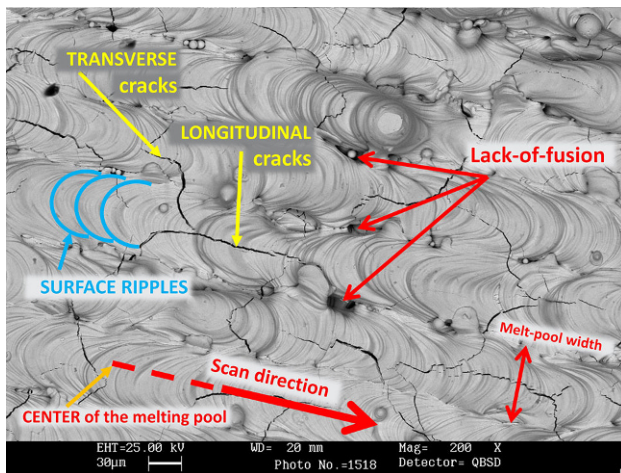 TRANSVERSE
cracks
LONGITUDINAL
cracks
Lack-of-fusion
SURFACE RIPPLES
Melt-pool width
Scan direction
CENTER of the melting pool
EHT=25.00 kV WD= 20 mm Mag= 200 X
30µm Photo No.=1518 Detector= QBSD